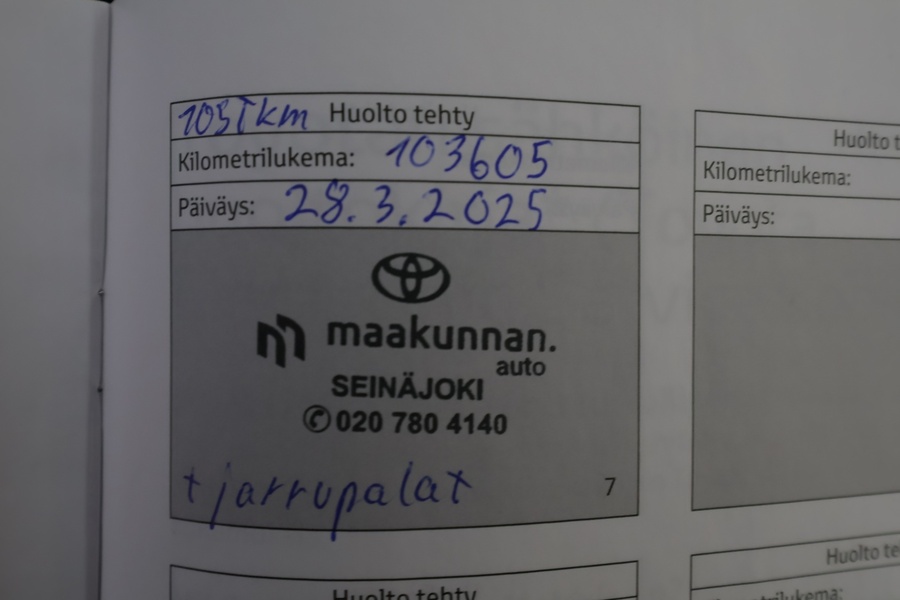 105Tkm Huolto tehty
Kilometrilukema: 103605
Päiväys: 28.3.2025
maakunnan.
auto
SEINÄJOKI
✆ 020 780 4140
+ jarrupalat
7
Huolto t
Kilometrilukema:
Päiväys:
Huolto tehty
Huolto te
Kilometrilukema: